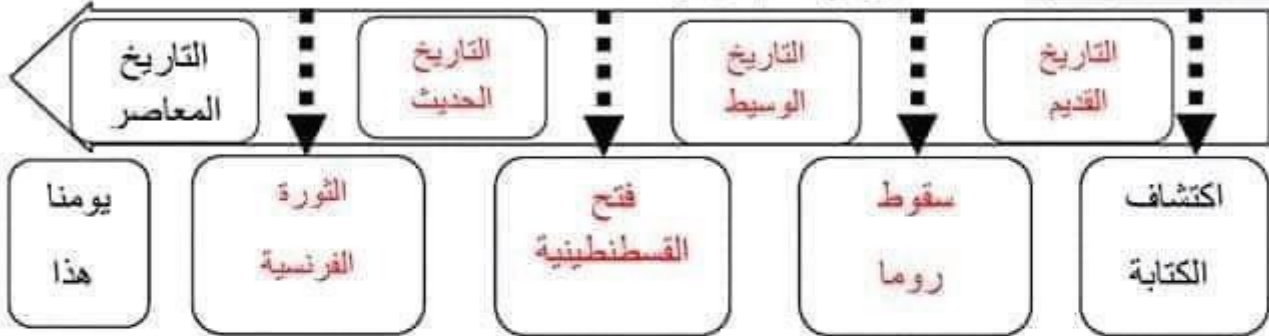 التاريخ
القديم
التاريخ
الوسيط
التاريخ
الحديث
التاريخ
المعاصر
اكتشاف
الكتابة
سقوط
روما
فتح
القسطنطينية
الثورة
الفرنسية
يومنا
هذا